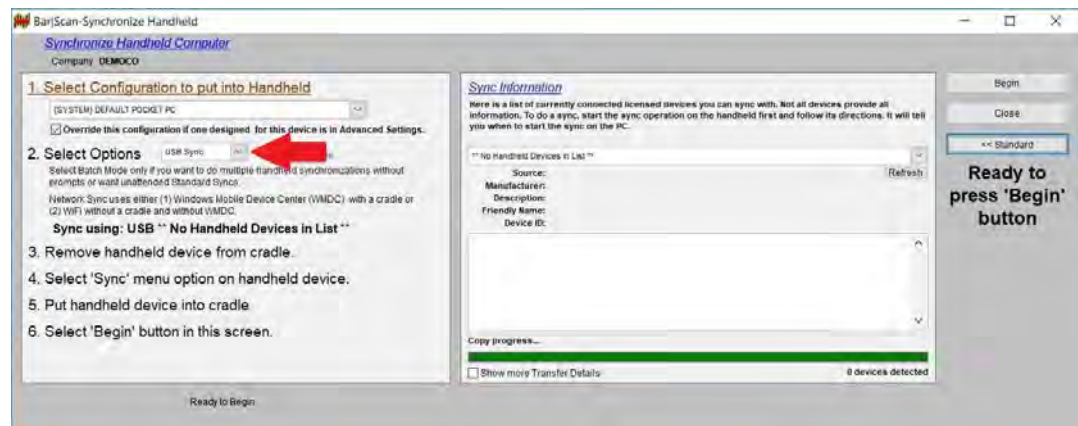 Bar|Scan-Synchronize Handheld
Synchronize Handheld Computer
Company DEMOCO
1. Select Configuration to put into Handheld
(SYSTEM) DEFAULT POCKET PC
Override this configuration if one designed for this device is in Advanced Settings.
2. Select Options
USB Sync
Select Batch Mode only if you want to do multiple handheld synchronizations without
prompts or want unattended Standard Syncs.
Network Sync uses either (1) Windows Mobile Device Center (WMDC) with a cradle or
(2) WiFi without a cradle and without WMDC.
Sync using: USB ** No Handheld Devices in List **
3. Remove handheld device from cradle.
4. Select 'Sync' menu option on handheld device.
5. Put handheld device into cradle
6. Select 'Begin' button in this screen.
Ready to Begin
Sync Information
Here is a list of currently connected licensed devices you can sync with. Not all devices provide all
information. To do a sync, start the sync operation on the handheld first and follow its directions. It will tell
you when to start the sync on the PC.
** No Handheld Devices in List **
Source:
Refresh
Manufacturer:
Description:
Friendly Name:
Device ID:
Copy progress...
Show more Transfer Details
0 devices detected
Begin
Close
<< Standard
Ready to
press 'Begin'
button